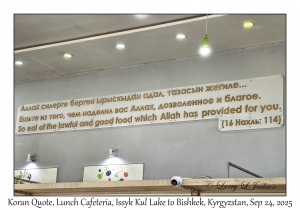 Аллах силерге берген ырыскыдан адал, тазасын жегиле...
Ешьте из того, чем наделил вас Аллах, дозволенное и благое.
So eat of the lawful and good food which Allah has provided for you.
(16 Нахль: 114)
© Larry L. Jackson
Koran Quote, Lunch Cafeteria, Issyk Kul Lake to Bishkek, Kyrgyzstan, Sep 24, 2025